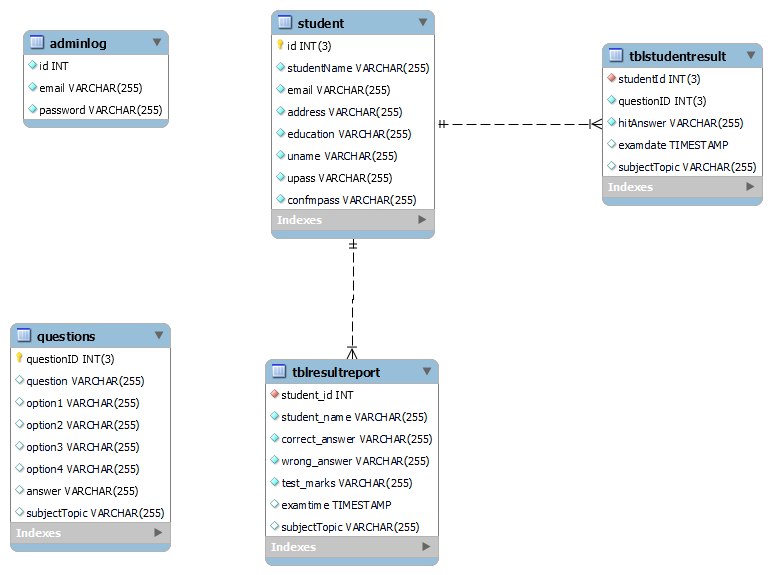 adminlog
id INT
email VARCHAR(255)
password VARCHAR(255)
student
id INT(3)
studentName VARCHAR(255)
email VARCHAR(255)
address VARCHAR(255)
education VARCHAR(255)
uname VARCHAR(255)
upass VARCHAR(255)
confmpass VARCHAR(255)
Indexes
tblstudentresult
studentId INT(3)
questionID INT(3)
hitAnswer VARCHAR(255)
examdate TIMESTAMP
subjectTopic VARCHAR(255)
Indexes
questions
questionID INT(3)
question VARCHAR(255)
option1 VARCHAR(255)
option2 VARCHAR(255)
option3 VARCHAR(255)
option4 VARCHAR(255)
answer VARCHAR(255)
subjectTopic VARCHAR(255)
Indexes
tblresultreport
student_id INT
student_name VARCHAR(255)
correct_answer VARCHAR(255)
wrong_answer VARCHAR(255)
test_marks VARCHAR(255)
examtime TIMESTAMP
subjectTopic VARCHAR(255)
Indexes